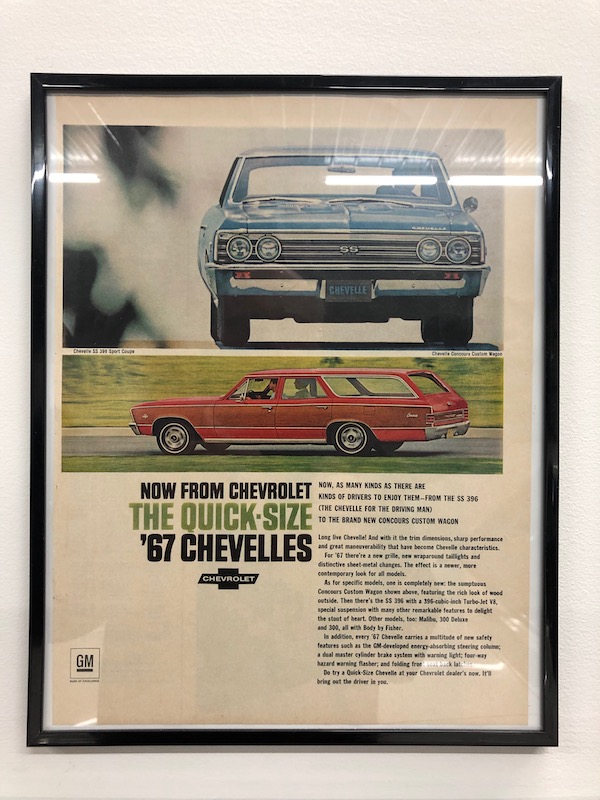 CHEVELLE
SS
CHEVELLE
Chevelle SS 396 Sport Coupe
Chevelle Concours Custom Wagon
NOW FROM CHEVROLET
THE QUICK-SIZE
'67 CHEVELLES
CHEVROLET
GM
MARK OF EXCELLENCE
NOW, AS MANY KINDS AS THERE ARE
KINDS OF DRIVERS TO ENJOY THEM—FROM THE SS 396
(THE CHEVELLE FOR THE DRIVING MAN)
TO THE BRAND NEW CONCOURS CUSTOM WAGON
Long live Chevelle! And with it the trim dimensions, sharp performance
and great maneuverability that have become Chevelle characteristics.
For '67 there're a new grille, new wraparound taillights and
distinctive sheet-metal changes. The effect is a newer, more
contemporary look for all models.
As for specific models, one is completely new: the sumptuous
Concours Custom Wagon shown above, featuring the rich look of wood
outside. Then there's the SS 396 with a 396-cubic-inch Turbo-Jet V8,
special suspension with many other remarkable features to delight
the stout of heart. Other models, too: Malibu, 300 Deluxe
and 300, all with Body by Fisher.
In addition, every '67 Chevelle carries a multitude of new safety
features such as the GM-developed energy-absorbing steering column;
a dual master cylinder brake system with warning light; four-way
hazard warning flasher; and folding
Do try a Quick-Size Chevelle at your Chevrolet dealer's now. It'll
bring out the driver in you.